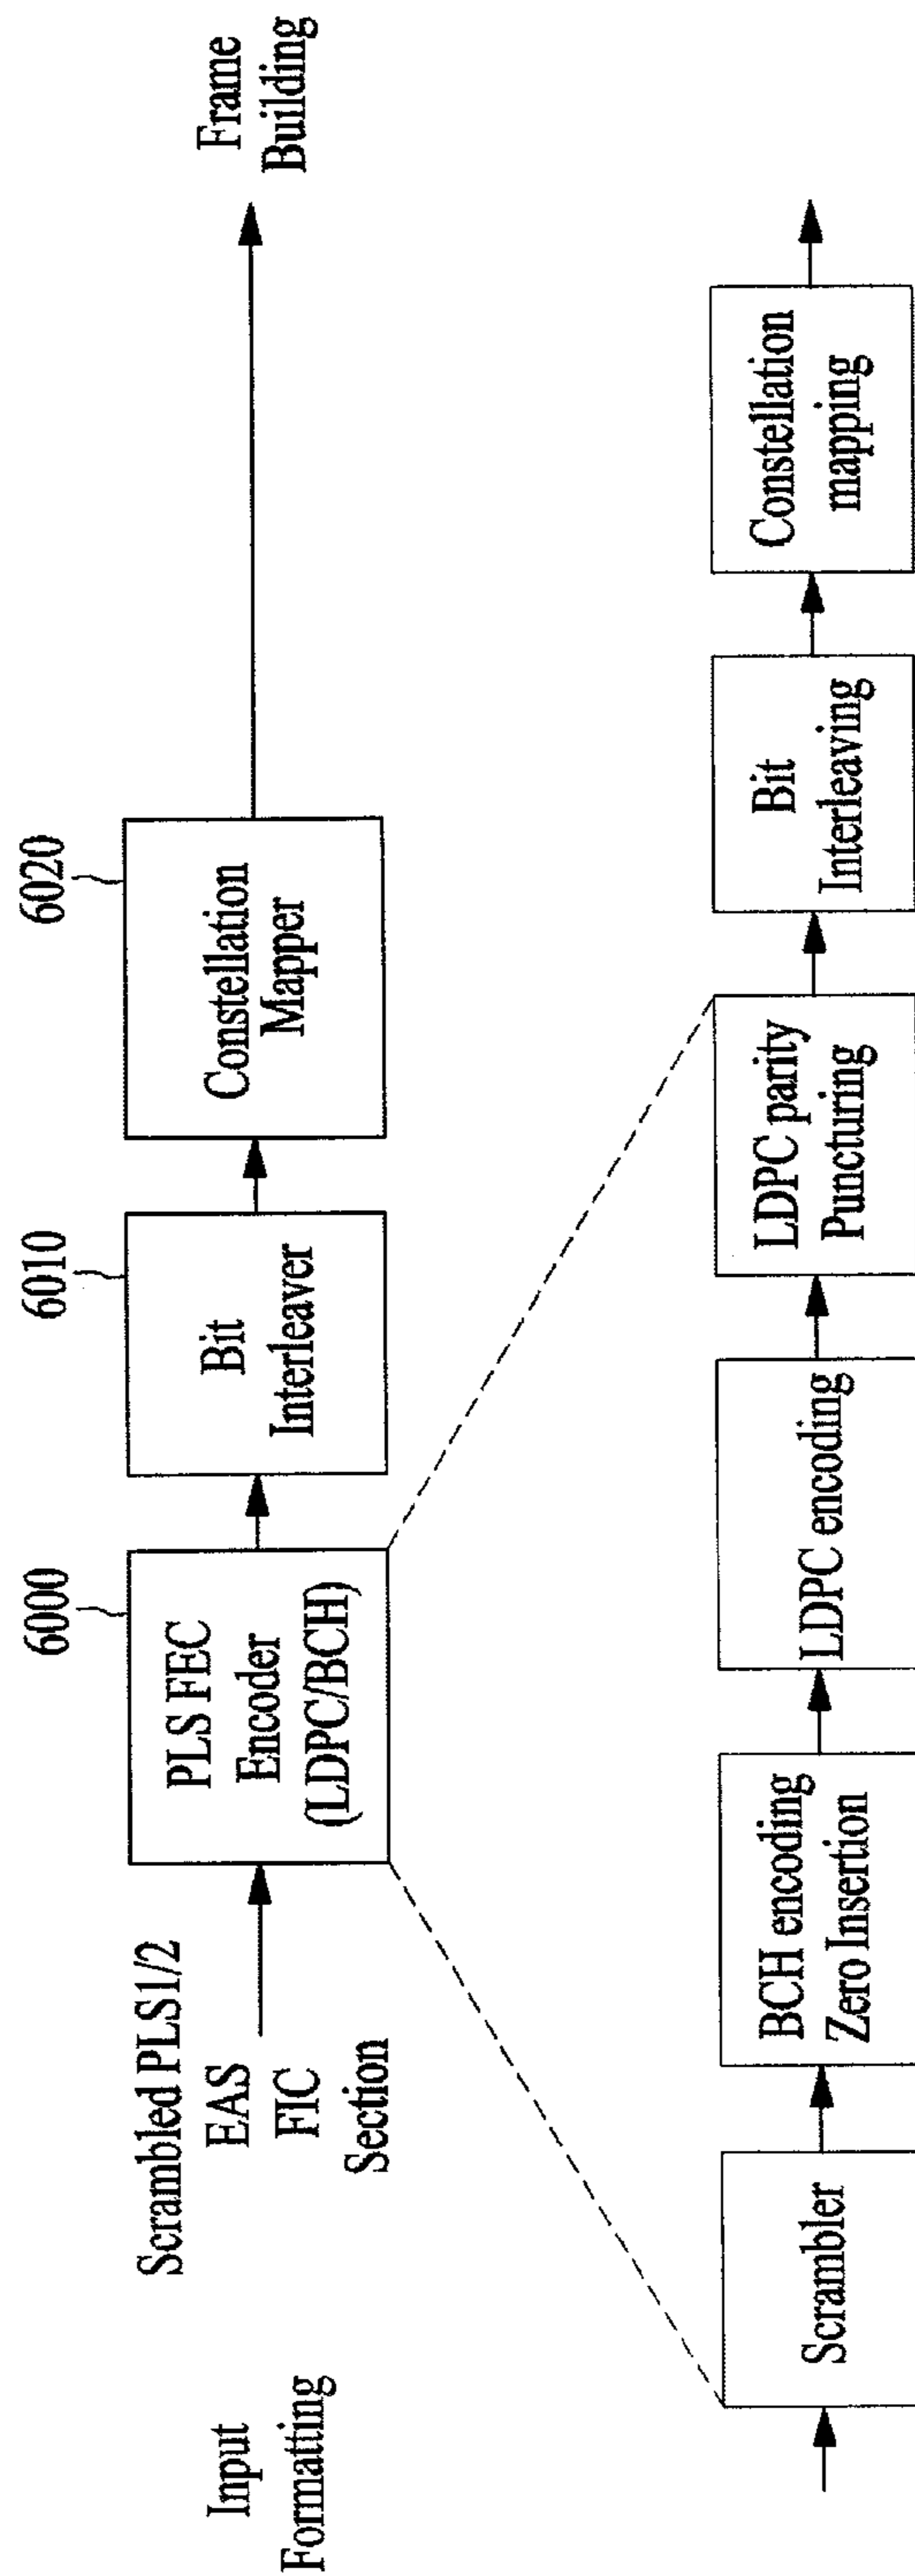 Input
Formatting
Scrambled PLS1/2
EAS
FIC
Section
6000
PLS FEC
Encoder
(LDPC/BCH)
6010
Bit
Interleaver
6020
Constellation
Mapper
Frame
Building
Scrambler
BCH encoding
Zero Insertion
LDPC encoding
LDPC parity
Puncturing
Bit
Interleaving
Constellation
mapping